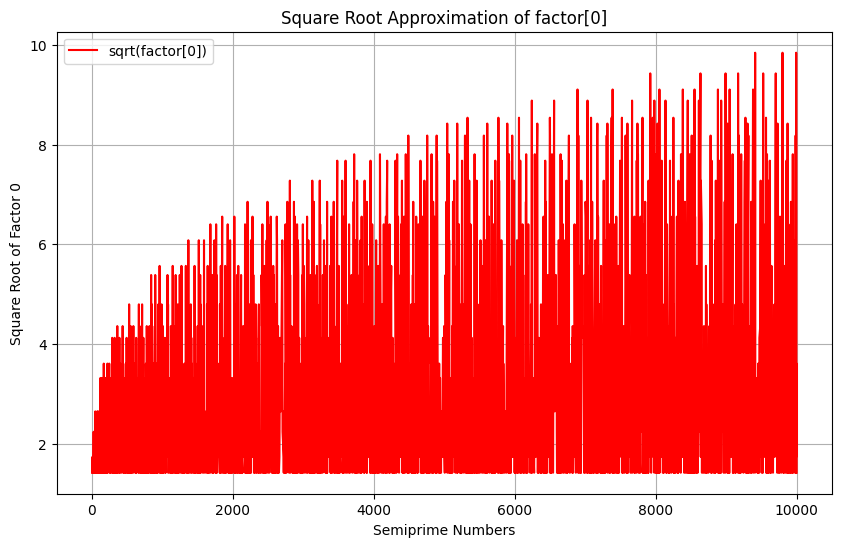 Square Root Approximation of factor[0]
sqrt(factor[0])
10
8
6
4
2
Square Root of Factor 0
0 2000 4000 6000 8000 10000
Semiprime Numbers